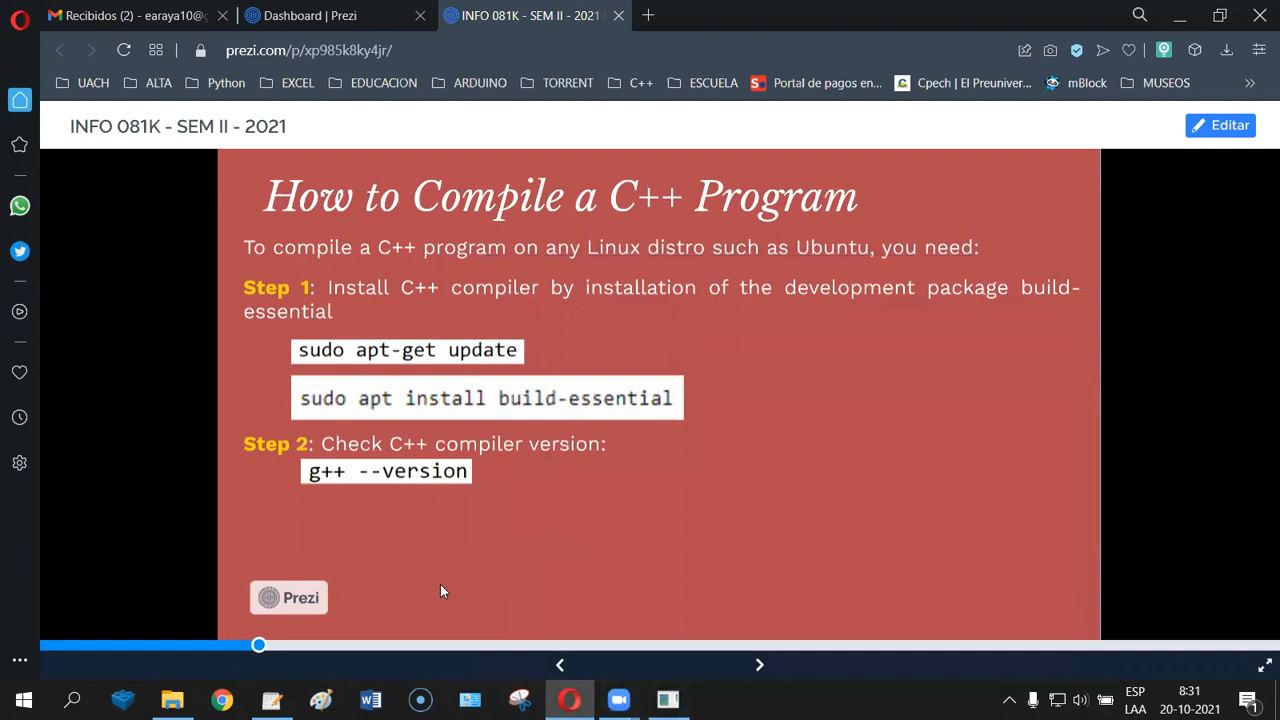 Recibidos (2) - earaya10@g
Dashboard | Prezi
INFO 081K - SEM II - 2021
prezi.com/p/xp985k8ky4jr/
UACH
ALTA
Python
EXCEL
EDUCACION
ARDUINO
TORRENT
C++
ESCUELA
Portal de pagos en...
Cpech | El Preuniver...
mBlock
MUSEOS
INFO 081K - SEM II - 2021
Editar
How to Compile a C++ Program
To compile a C++ program on any Linux distro such as Ubuntu, you need:
Step 1: Install C++ compiler by installation of the development package build-
essential
sudo apt-get update
sudo apt install build-essential
Step 2: Check C++ compiler version:
g++ --version
Prezi
ESP
8:31
LAA
20-10-2021
1